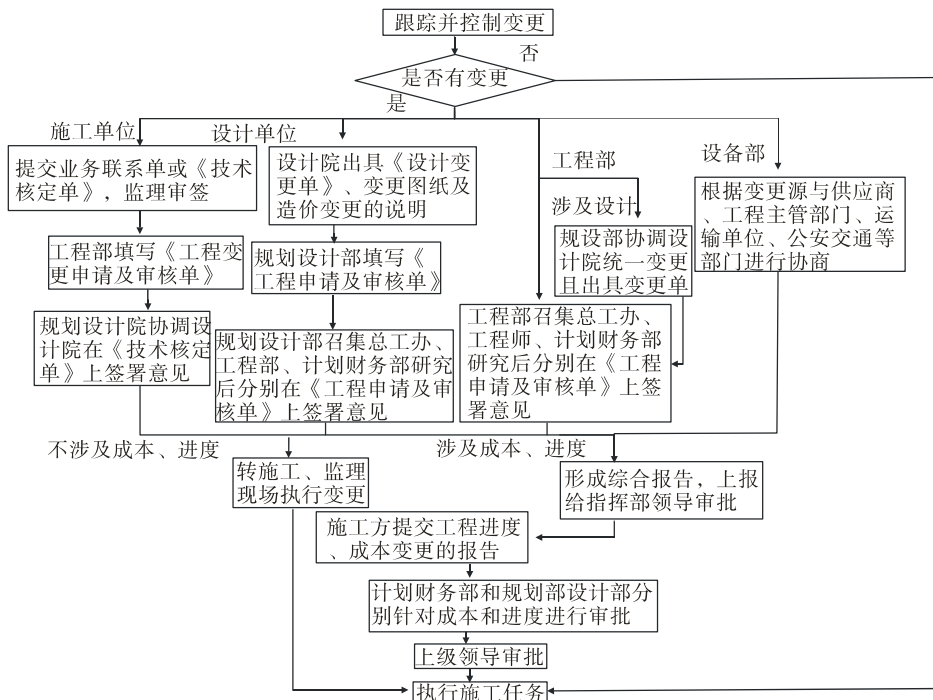 跟踪并控制变更
否
是否有变更
是
施工单位
设计单位
工程部
设备部
提交业务联系单或《技术
核定单》，监理审签
设计院出具《设计变
更单》、变更图纸及
造价变更的说明
涉及设计
根据变更源与供应商
、工程主管部门、运
输单位、公安交通等
部门进行协商
工程部填写《工程变
更申请及审核单》
规划设计部填写《
工程申请及审核单》
规设部协调设
计院统一变更
且出具变更单
规划设计院协调设
计院在《技术核定
单》上签署意见
规划设计部召集总工办、
工程部、计划财务部研究
后分别在《工程申请及审
核单》上签署意见
工程部召集总工办、
工程师、计划财务部
研究后分别在《工程
申请及审核单》上签
署意见
不涉及成本、进度
涉及成本、进度
转施工、监理
现场执行变更
形成综合报告，上报
给指挥部领导审批
施工方提交工程进度
、成本变更的报告
计划财务部和规划部设计部分
别针对成本和进度进行审批
上级领导审批
执行施工任务